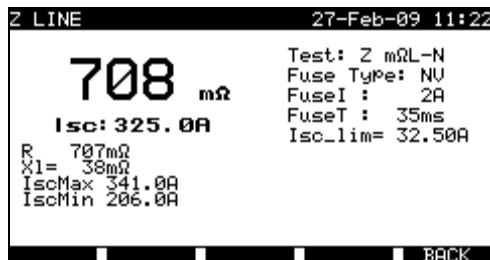 Z LINE 27-Feb-09 11:22
708 mΩ
Isc: 325.0A
R 707mΩ
Xl= 38mΩ
IscMax 341.0A
IscMin 206.0A
Test: Z mΩL-N
Fuse Type: NV
FuseI : 2A
FuseT : 35ms
Isc_lim= 32.50A
BACK